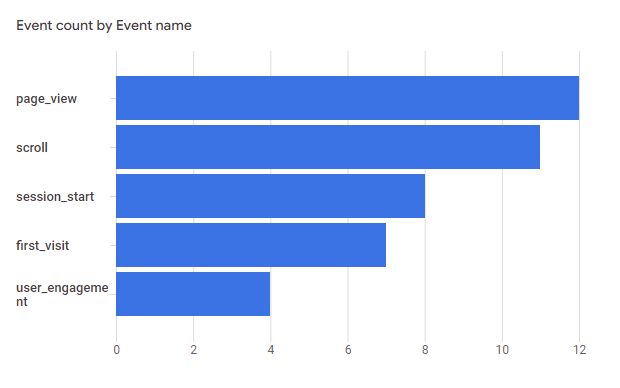 Event count by Event name
page_view
scroll
session_start
first_visit
user_engageme
nt
0 2 4 6 8 10 12